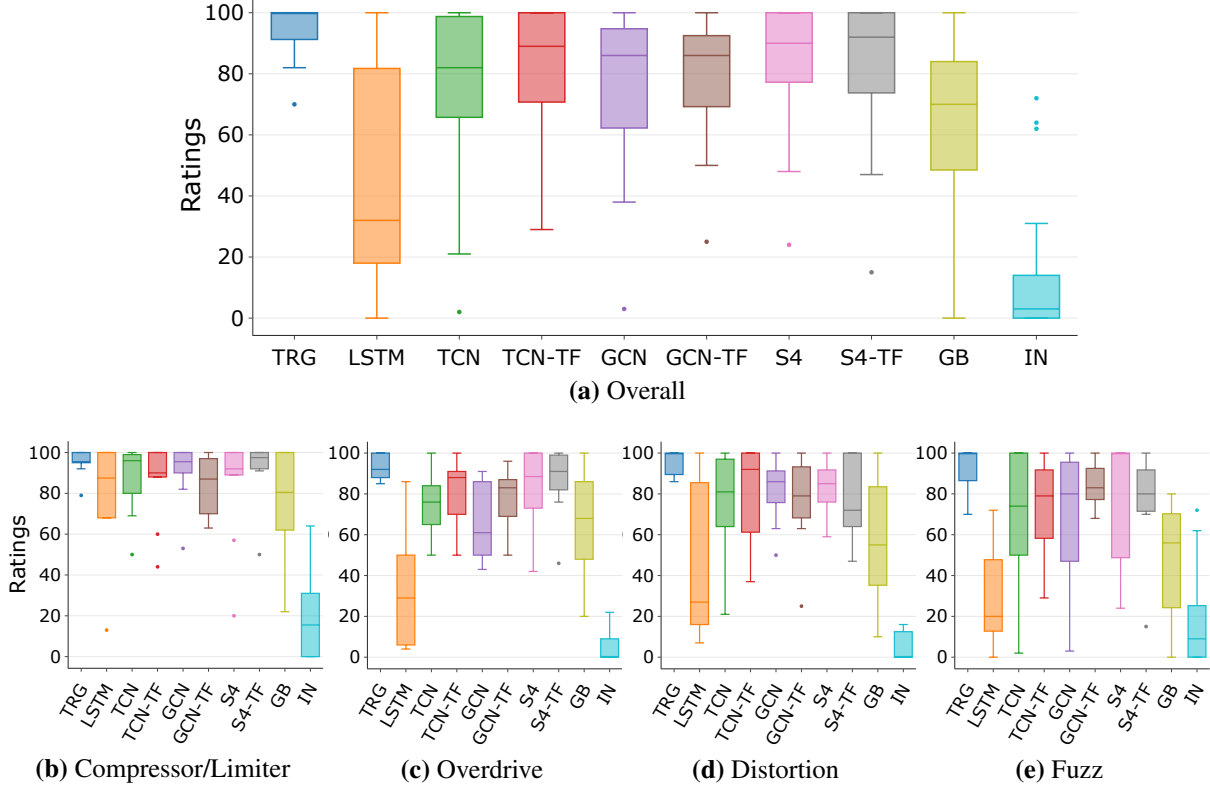 100
80
60
40
20
0
Ratings
TRG LSTM TCN TCN-TF GCN GCN-TF S4 S4-TF GB IN
(a) Overall
100 100 100 100
80 80 80 80
60 60 60 60
40 40 40 40
20 20 20 20
0 0 0 0
Ratings
TRG LSTM TCN TCN-TF GCN GCN-TF S4 S4-TF GB IN TRG LSTM TCN TCN-TF GCN GCN-TF S4 S4-TF GB IN TRG LSTM TCN TCN-TF GCN GCN-TF S4 S4-TF GB IN TRG LSTM TCN TCN-TF GCN GCN-TF S4 S4-TF GB IN
(b) Compressor/Limiter (c) Overdrive (d) Distortion (e) Fuzz